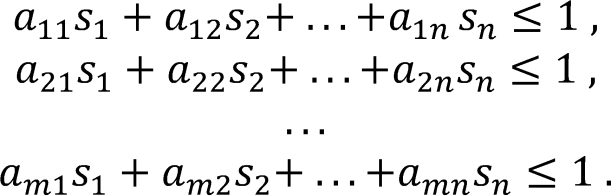 a₁₁s₁ + a₁₂s₂+ ...+a₁ₙ sₙ ≤ 1 ,
a₂₁s₁ + a₂₂s₂+ ...+a₂ₙsₙ ≤ 1 ,
...
aₘ₁s₁ + aₘ₂s₂+ ...+aₘₙsₙ ≤ 1 .